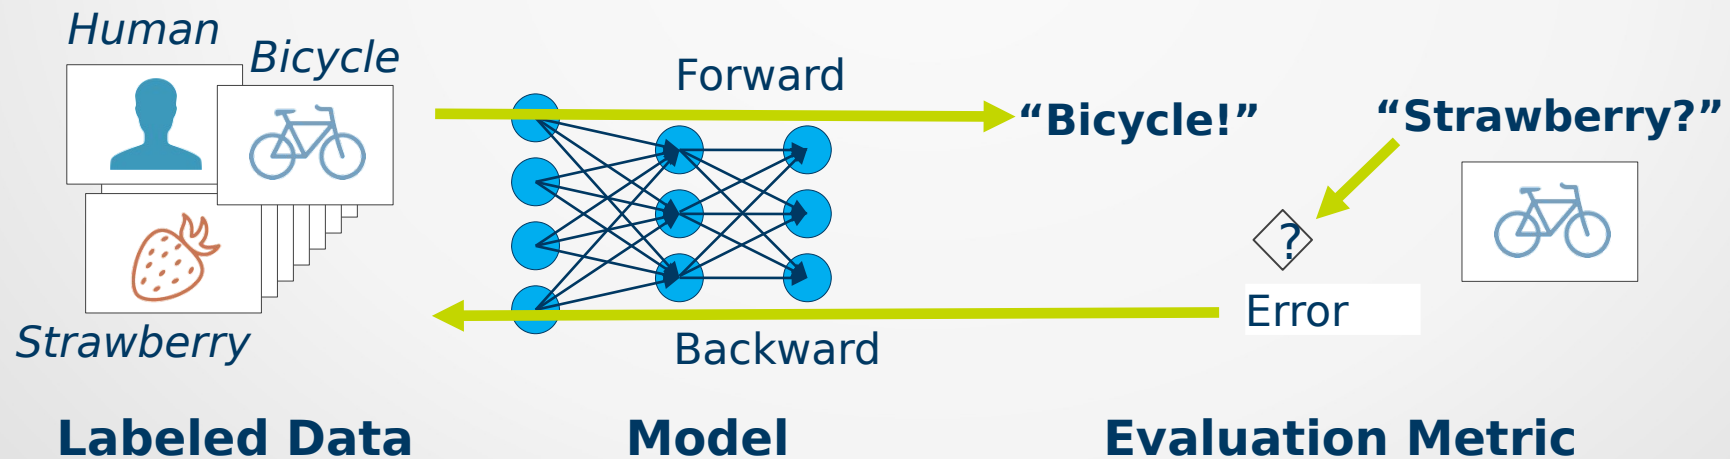 Human
Bicycle
Strawberry
Forward
“Bicycle!”
“Strawberry?”
?
Error
Backward
Labeled Data
Model
Evaluation Metric